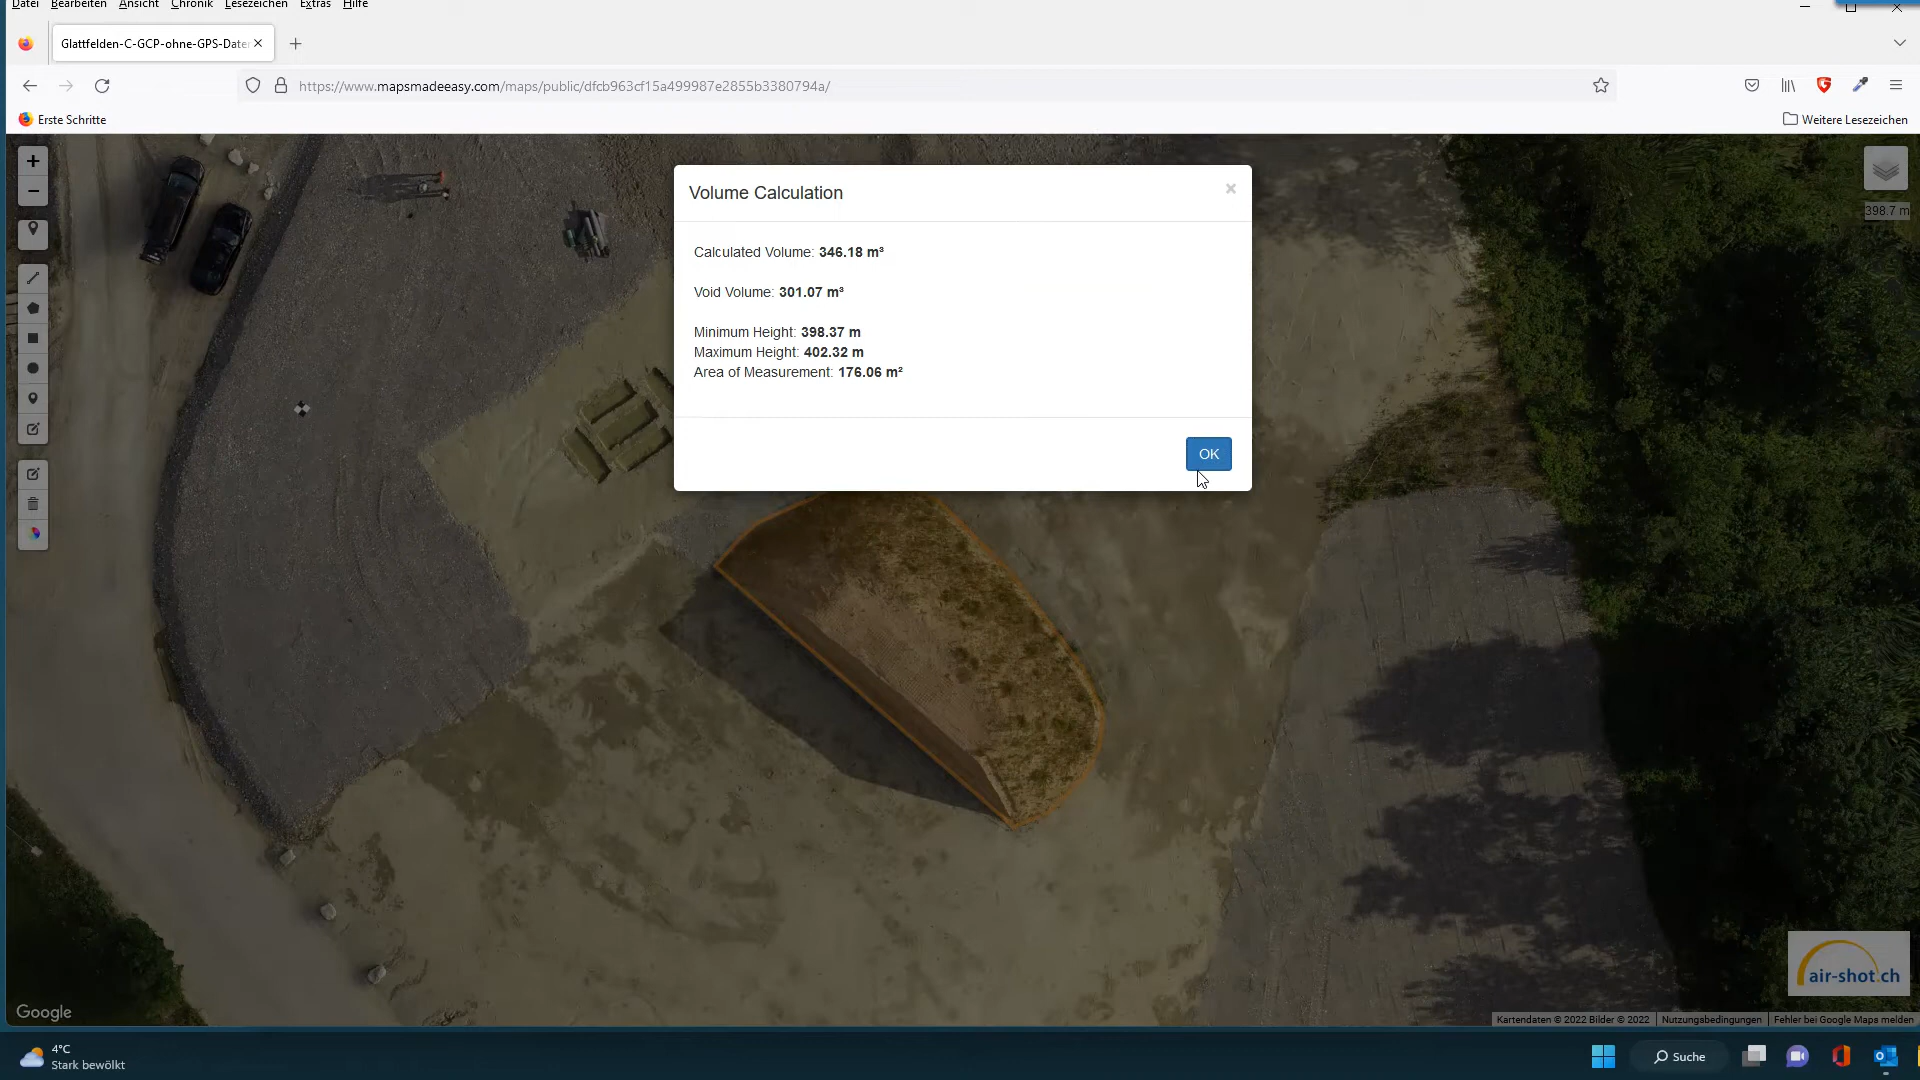 Datei Bearbeiten Ansicht Chronik Lesezeichen Extras Hilfe
Glattfelden-C-GCP-ohne-GPS-Date
https://www.mapsmadeeasy.com/maps/public/dfcb963cf15a499987e2855b3380794a/
Erste Schritte
Weitere Lesezeichen
398.7 m
Volume Calculation
Calculated Volume: 346.18 m³
Void Volume: 301.07 m³
Minimum Height: 398.37 m
Maximum Height: 402.32 m
Area of Measurement: 176.06 m²
OK
air-shot.ch
Google
Kartendaten © 2022 Bilder © 2022 Nutzungsbedingungen Fehler bei Google Maps melden
4°C
Stark bewölkt
Suche